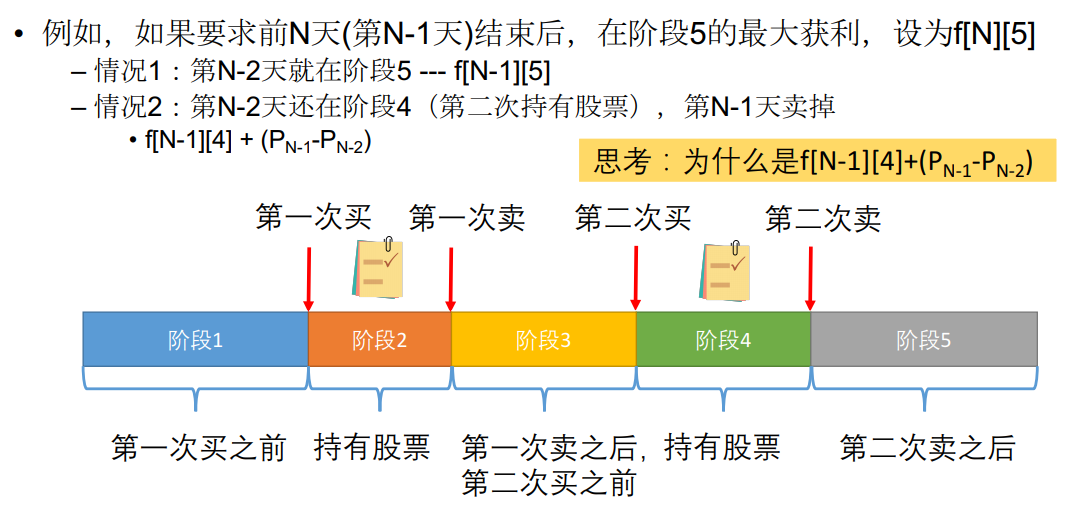 • 例如，如果要求前N天(第N-1天)结束后，在阶段5的最大获利，设为f[N][5]
– 情况1：第N-2天就在阶段5 --- f[N-1][5]
– 情况2：第N-2天还在阶段4（第二次持有股票），第N-1天卖掉
• f[N-1][4] + (PN-1-PN-2)
思考：为什么是f[N-1][4]+(PN-1-PN-2)
第一次买 第一次卖 第二次买 第二次卖
阶段1 阶段2 阶段3 阶段4 阶段5
第一次买之前 持有股票 第一次卖之后, 持有股票 第二次卖之后
第二次买之前